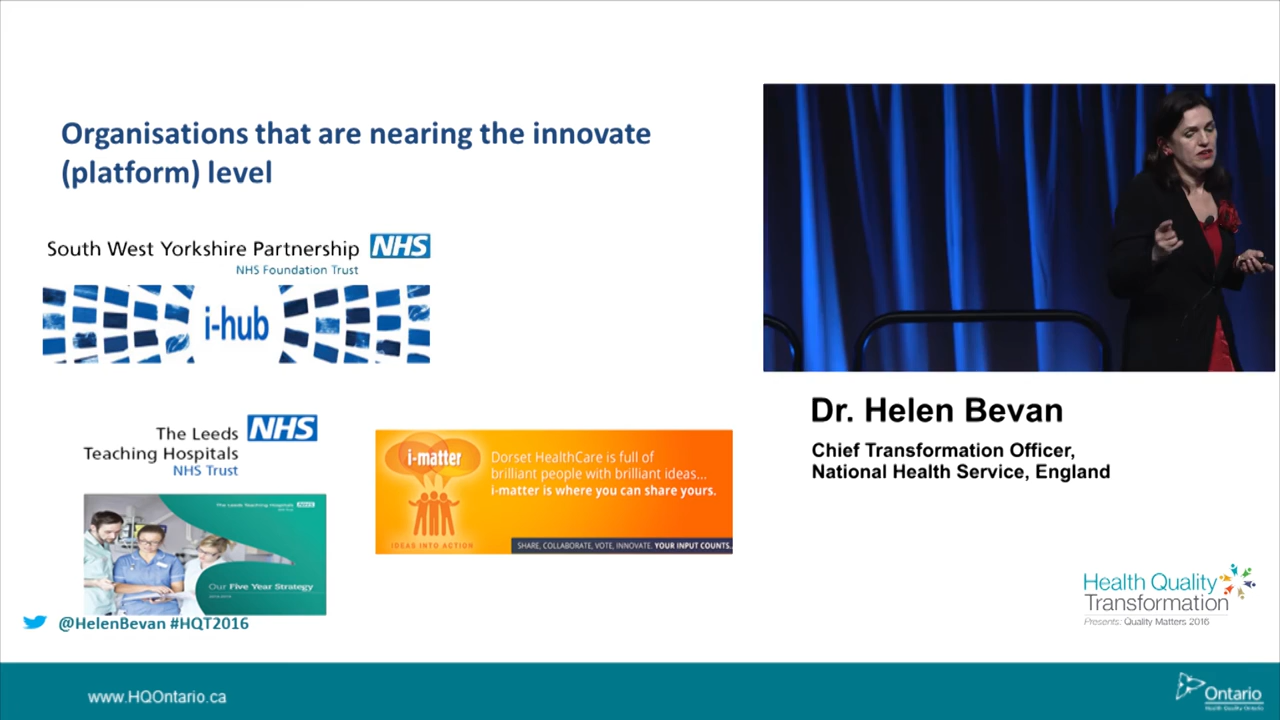 Organisations that are nearing the innovate
(platform) level
South West Yorkshire Partnership NHS
NHS Foundation Trust
i-hub
The Leeds NHS
Teaching Hospitals
NHS Trust
The Leeds Teaching Hospitals NHS
Our Five Year Strategy
i-matter
Dorset HealthCare is full of
brilliant people with brilliant ideas...
i-matter is where you can share yours.
IDEAS INTO ACTION
SHARE, COLLABORATE, VOTE, INNOVATE. YOUR INPUT COUNTS.
@HelenBevan #HQT2016
Dr. Helen Bevan
Chief Transformation Officer,
National Health Service, England
Health Quality
Transformation
Presents: Quality Matters 2016
www.HQOntario.ca
Ontario
Health Quality Ontario